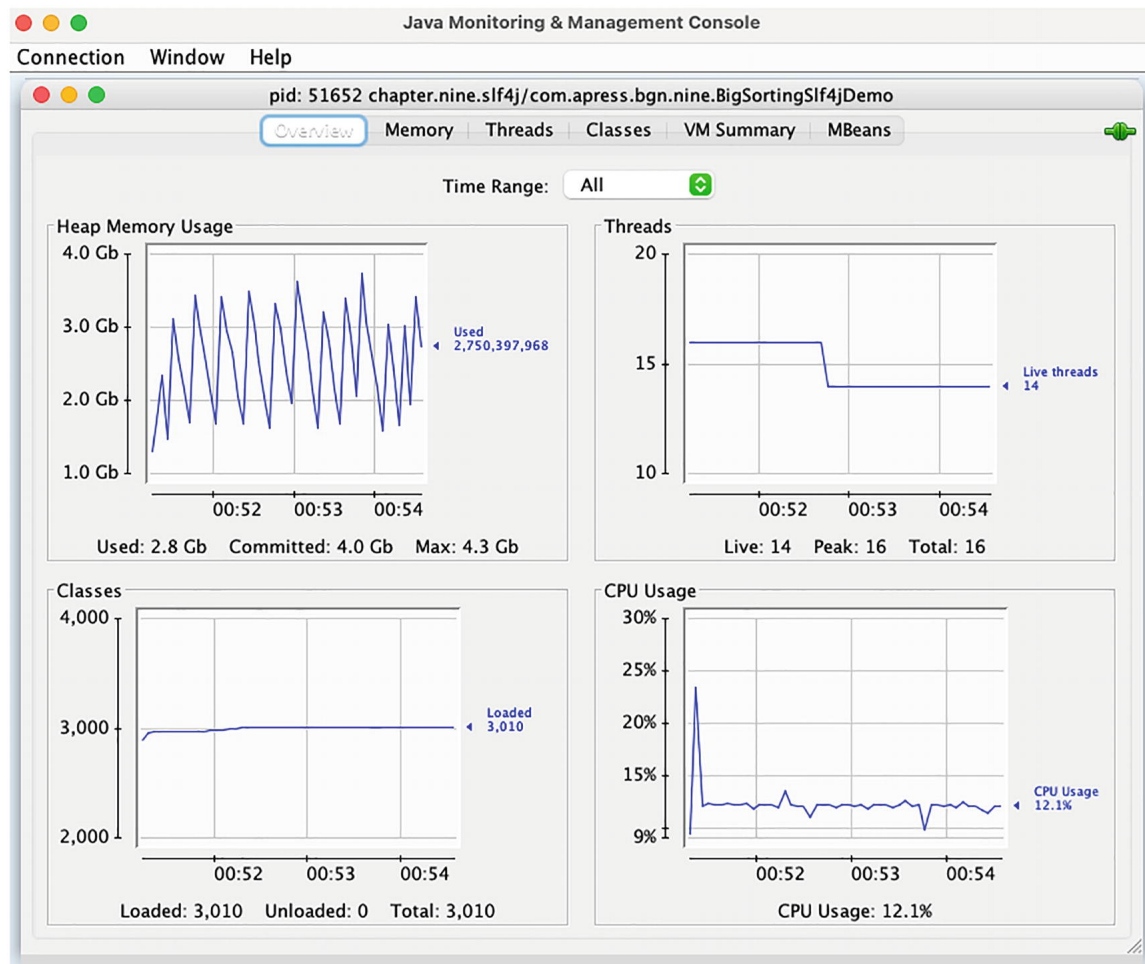 Java Monitoring & Management Console
Connection Window Help
pid: 51652 chapter.nine.slf4j/com.apress.bgn.nine.BigSortingSlf4jDemo
Overview Memory Threads Classes VM Summary MBeans
Time Range: All
Heap Memory Usage
4.0 Gb
3.0 Gb
2.0 Gb
1.0 Gb
Used
2,750,397,968
00:52 00:53 00:54
Used: 2.8 Gb Committed: 4.0 Gb Max: 4.3 Gb
Threads
20
15
10
Live threads
14
00:52 00:53 00:54
Live: 14 Peak: 16 Total: 16
Classes
4,000
3,000
2,000
Loaded
3,010
00:52 00:53 00:54
Loaded: 3,010 Unloaded: 0 Total: 3,010
CPU Usage
30%
25%
20%
15%
9%
CPU Usage
12.1%
00:52 00:53 00:54
CPU Usage: 12.1%